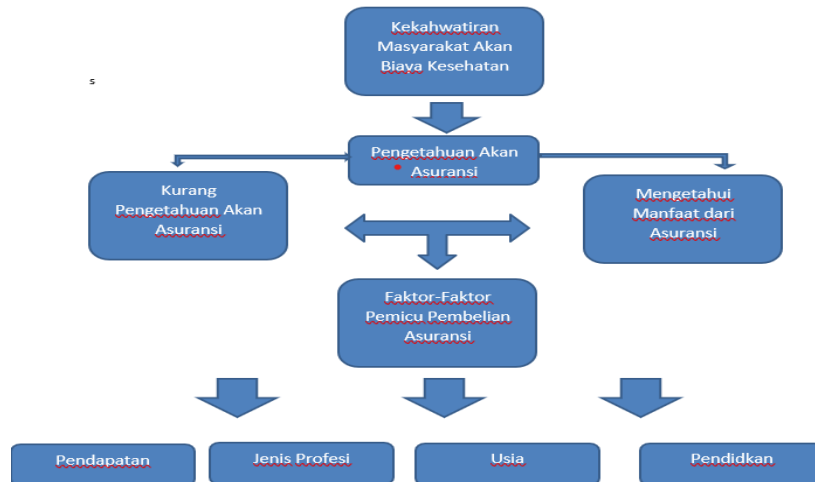 Kekahwatiran
Masyarakat Akan
Biaya Kesehatan
s
Pengetahuan Akan
Asuransi
Kurang
Pengetahuan Akan
Asuransi
Mengetahui
Manfaat dari
Asuransi
Faktor-Faktor
Pemicu Pembelian
Asuransi
Pendapatan
Jenis Profesi
Usia
Pendidkan